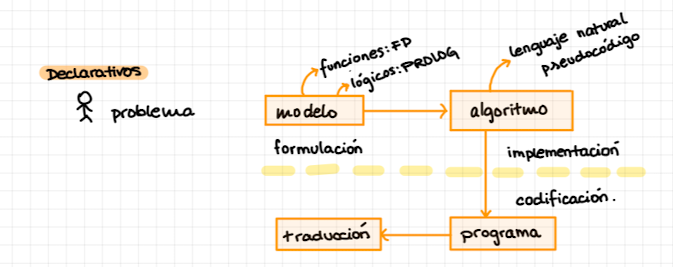 Declarativos
problema
funciones: FP
lógicos: PROLOG
modelo
formulación
lenguaje natural
pseudocódigo
algoritmo
implementación
codificación.
programa
traducción